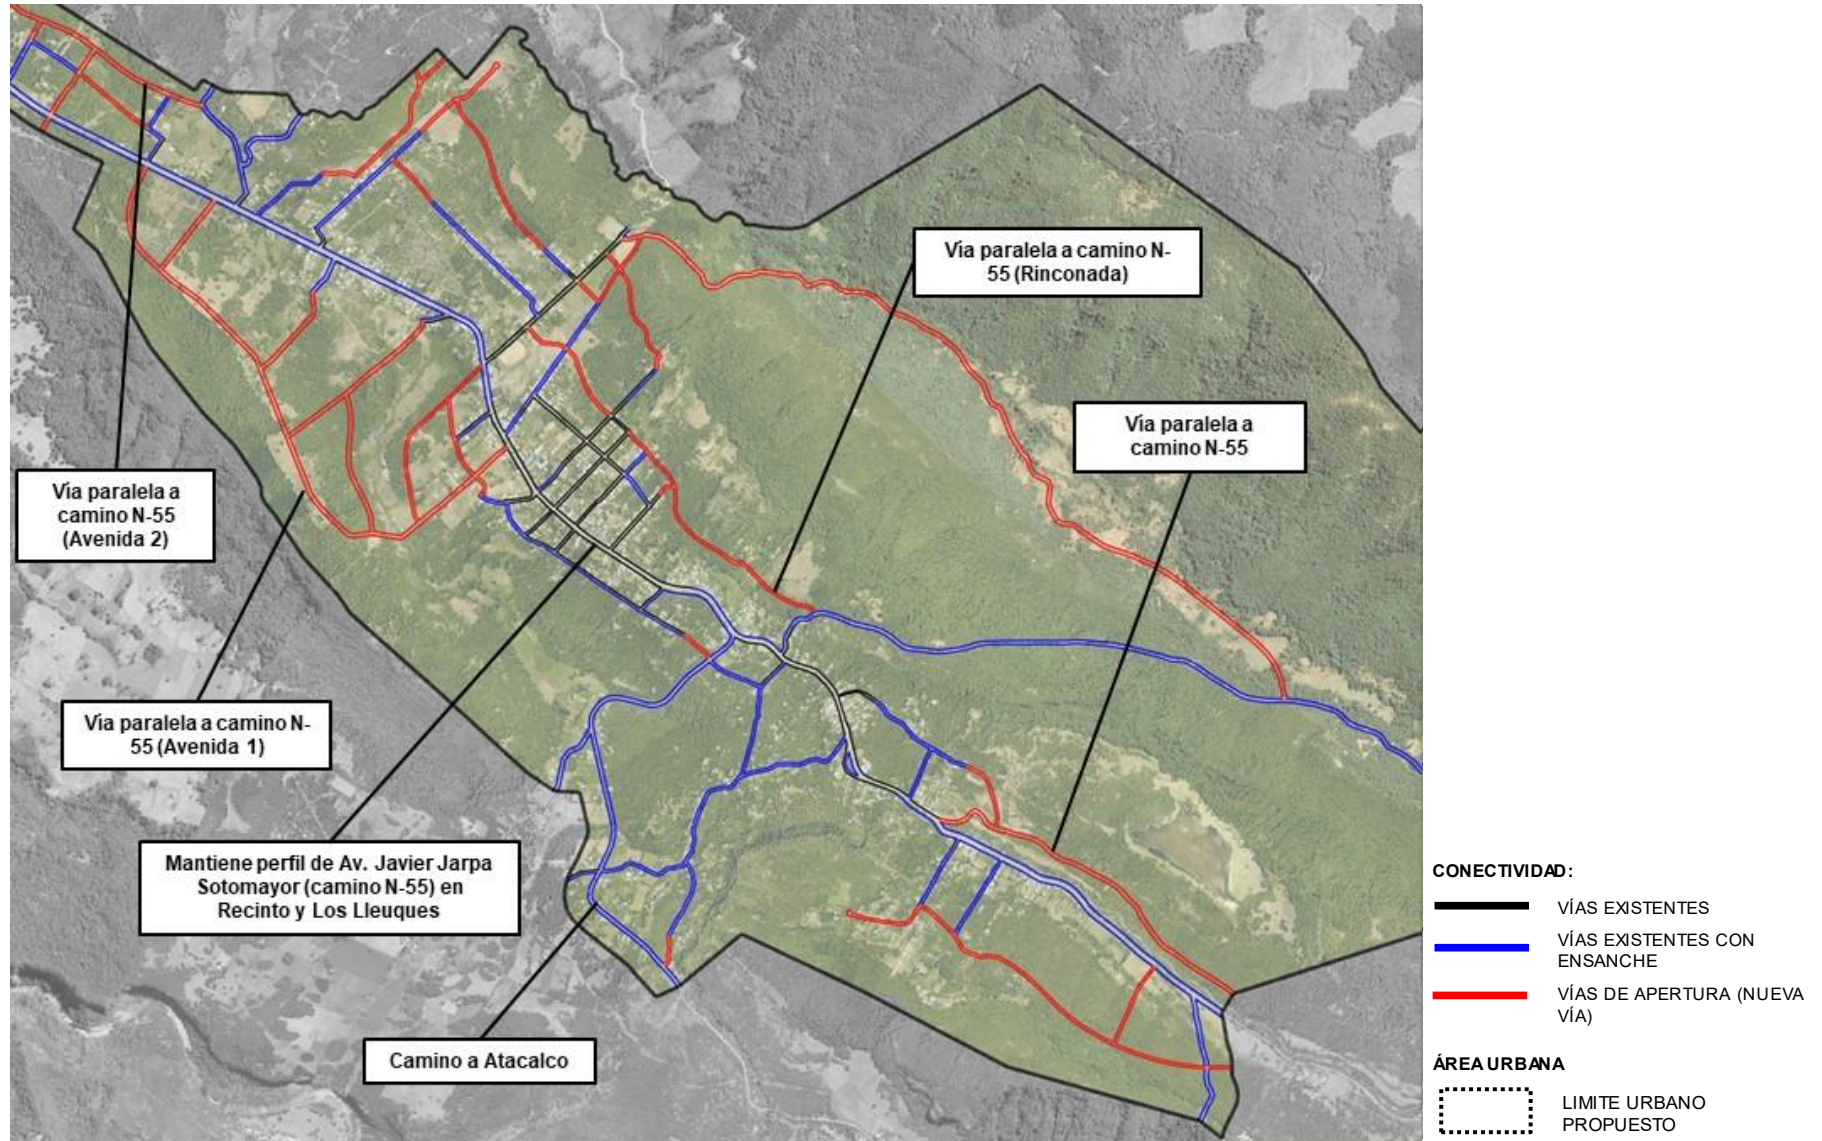 Vía paralela a camino N-
55 (Rinconada)
Vía paralela a
camino N-55
Vía paralela a
camino N-55
(Avenida 2)
Vía paralela a camino N-
55 (Avenida 1)
Mantiene perfil de Av. Javier Jarpa
Sotomayor (camino N-55) en
Recinto y Los Lleuques
Camino a Atacalco
CONECTIVIDAD:
VÍAS EXISTENTES
VÍAS EXISTENTES CON
ENSANCHE
VÍAS DE APERTURA (NUEVA
VÍA)
ÁREA URBANA
LIMITE URBANO
PROPUESTO